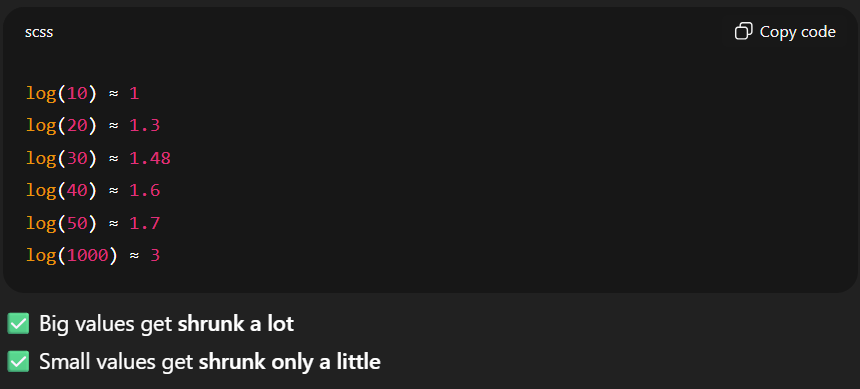 scss
Copy code
log(10) ≈ 1
log(20) ≈ 1.3
log(30) ≈ 1.48
log(40) ≈ 1.6
log(50) ≈ 1.7
log(1000) ≈ 3
✅ Big values get shrunk a lot
✅ Small values get shrunk only a little